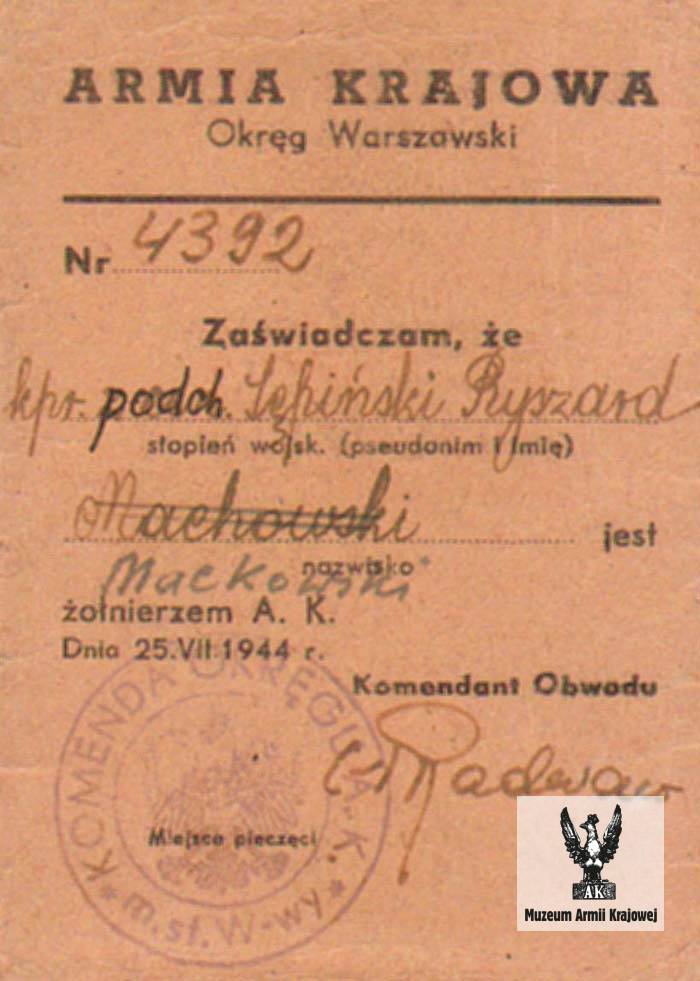 ARMIA KRAJOWA
Okręg Warszawski
Nr 4392
Zaświadczam, że
kpr. podch. Sępiński Ryszard
stopień wojsk. (pseudonim i imię)
Machowski jest
nazwisko
Mackowski
żołnierzem A. K.
Dnia 25.VII 1944 r.
Komendant Obwodu
Radwan
KOMENDA OKRĘGU A.K.
Miejsce pieczęci
* m.st. W-wy *
AK
Muzeum Armii Krajowej